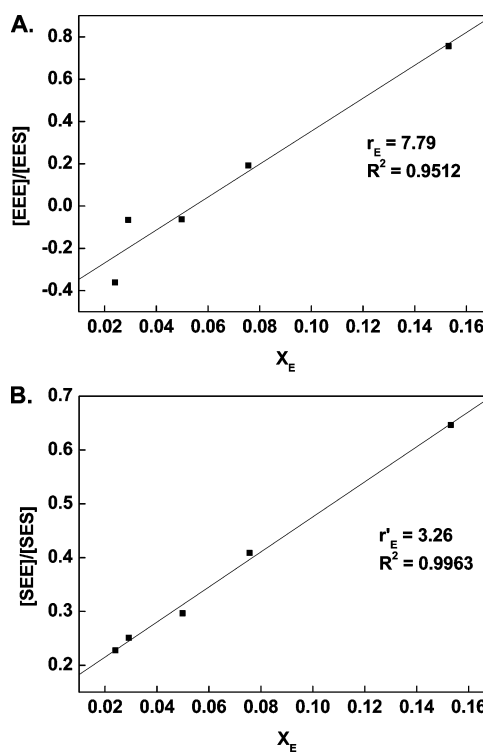 A.
[EEE]/[EES]
0.8
0.6
0.4
0.2
0.0
-0.2
-0.4
r_E = 7.79
R² = 0.9512
0.02 0.04 0.06 0.08 0.10 0.12 0.14 0.16
X_E
B.
[SEE]/[SES]
0.7
0.6
0.5
0.4
0.3
0.2
r'_E = 3.26
R² = 0.9963
0.02 0.04 0.06 0.08 0.10 0.12 0.14 0.16
X_E